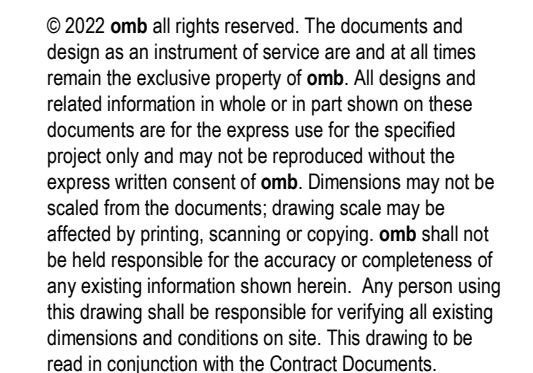 © 2022 omb all rights reserved. The documents and
design as an instrument of service are and at all times
remain the exclusive property of omb. All designs and
related information in whole or in part shown on these
documents are for the express use for the specified
project only and may not be reproduced without the
express written consent of omb. Dimensions may not be
scaled from the documents; drawing scale may be
affected by printing, scanning or copying. omb shall not
be held responsible for the accuracy or completeness of
any existing information shown herein.  Any person using
this drawing shall be responsible for verifying all existing
dimensions and conditions on site. This drawing to be
read in conjunction with the Contract Documents.